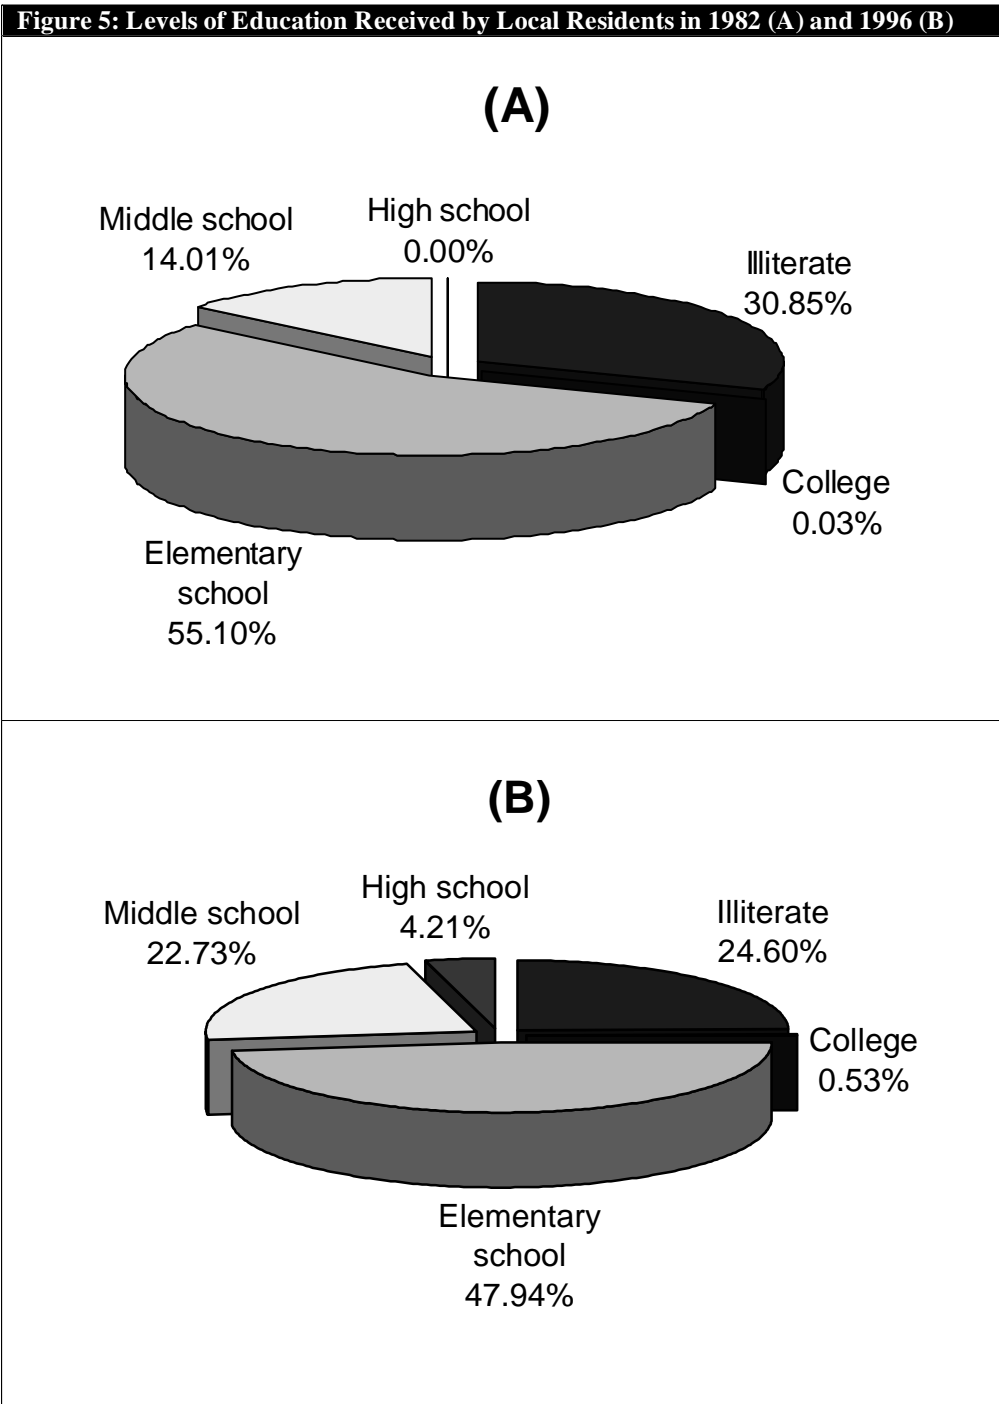 Figure 5: Levels of Education Received by Local Residents in 1982 (A) and 1996 (B)
(A)
High school
0.00%
Middle school
14.01%
Illiterate
30.85%
College
0.03%
Elementary
school
55.10%
(B)
High school
4.21%
Middle school
22.73%
Illiterate
24.60%
College
0.53%
Elementary
school
47.94%